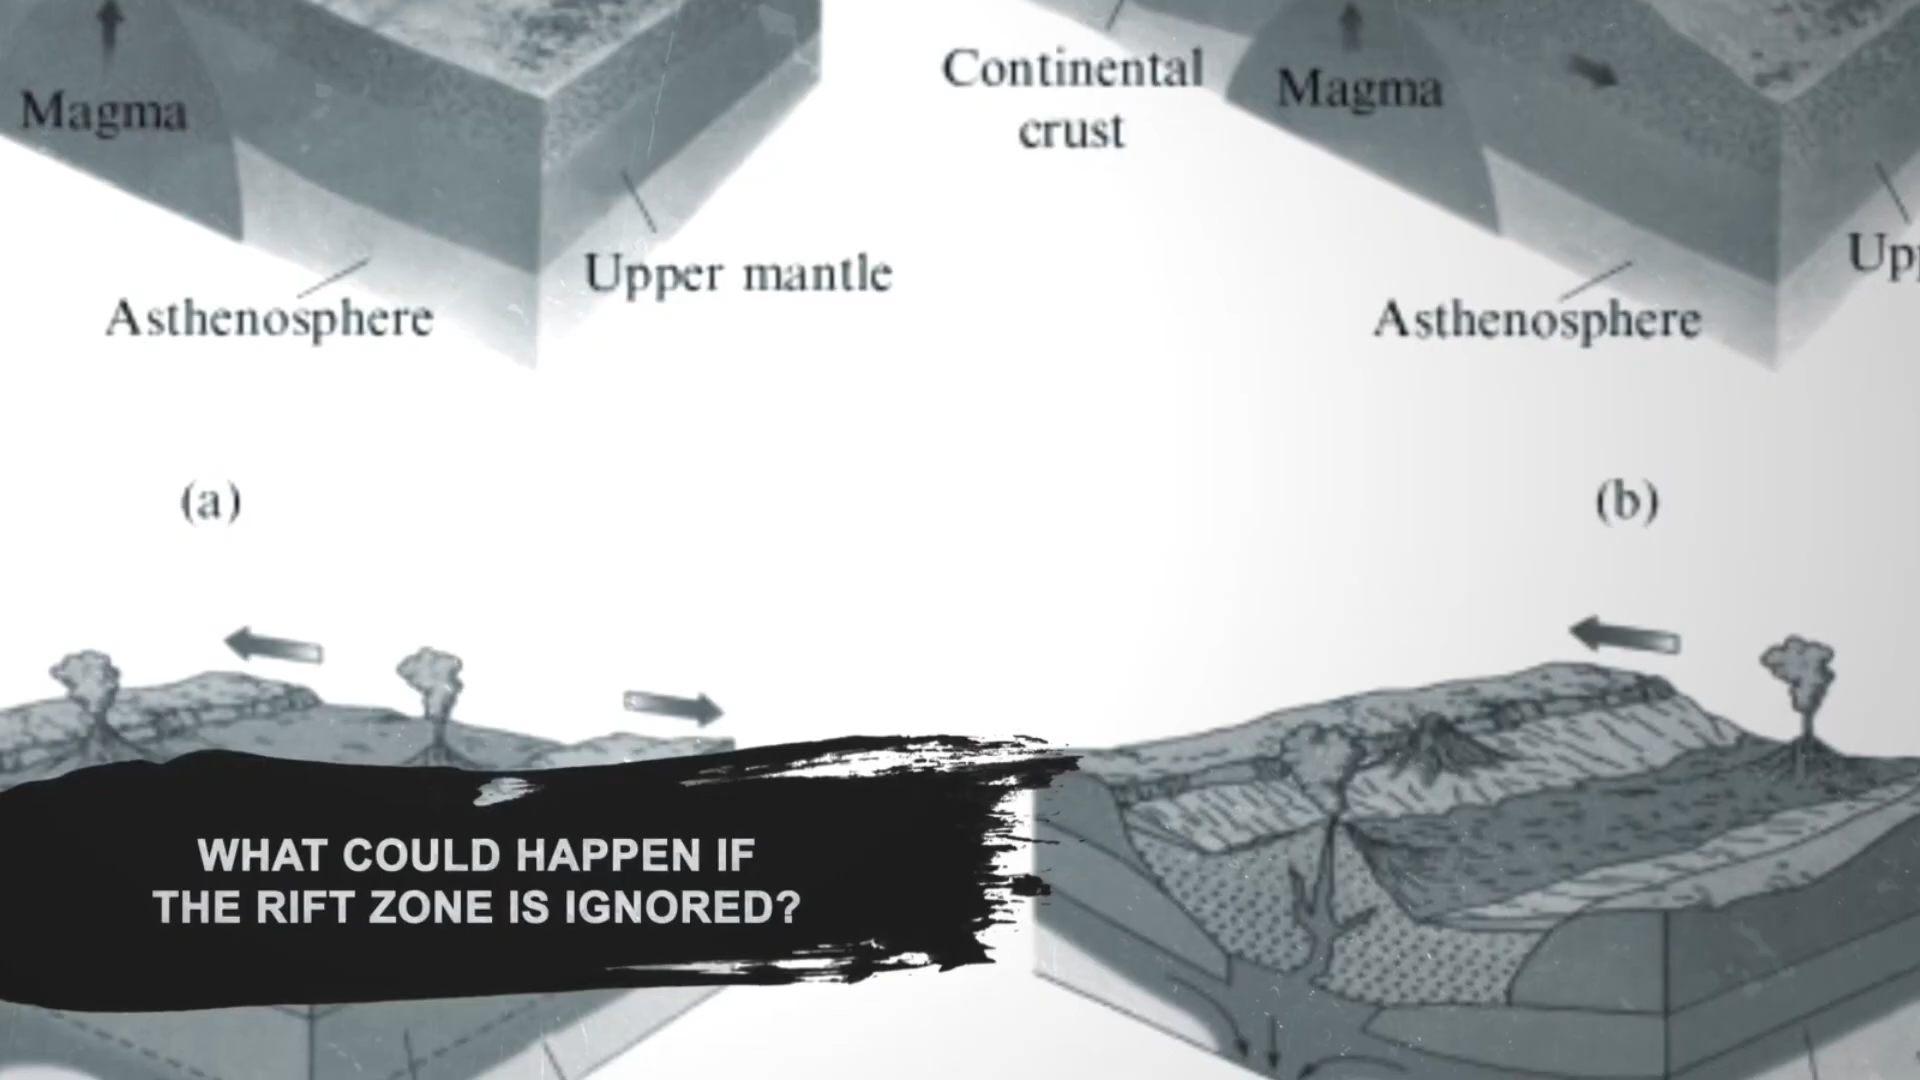 Continental
crust
Magma
Magma
Upper mantle
Asthenosphere
Asthenosphere
(a)
(b)
WHAT COULD HAPPEN IF
THE RIFT ZONE IS IGNORED?